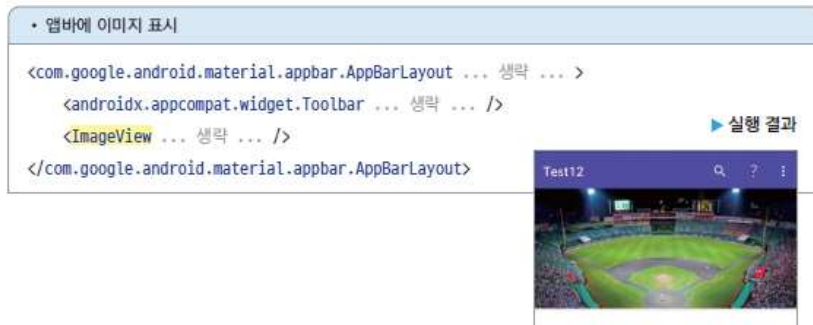 • 앱바에 이미지 표시
<com.google.android.material.appbar.AppBarLayout ... 생략 ... >
<androidx.appcompat.widget.Toolbar ... 생략 ... />
<ImageView ... 생략 ... />
</com.google.android.material.appbar.AppBarLayout>
▶ 실행 결과
Test12
?